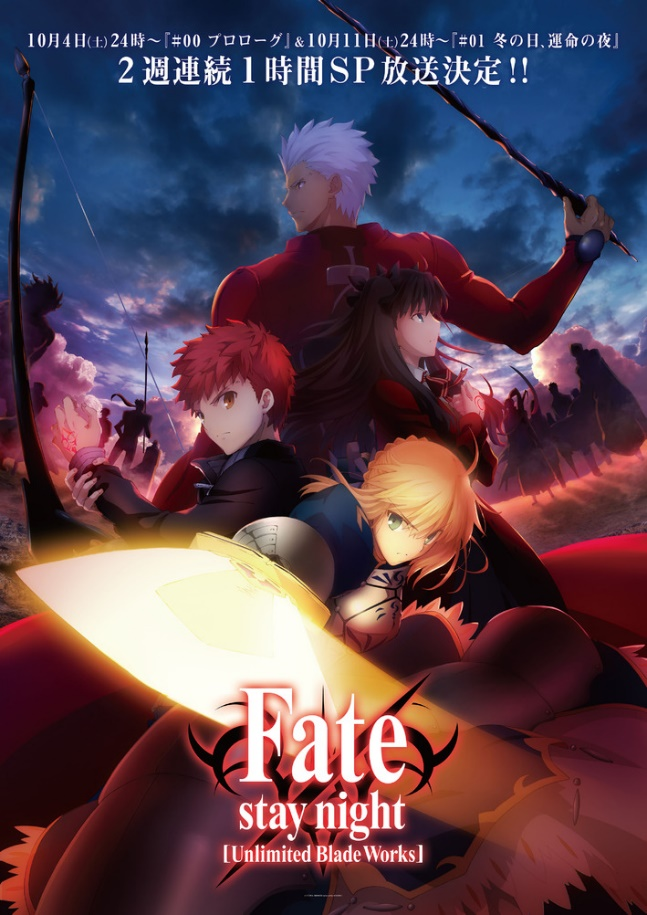 10月4日(土)24時～『#00 プロローグ』&10月11日(土)24時～『#01 冬の日、運命の夜』
2週連続1時間SP放送決定!!
Fate
stay night
[Unlimited Blade Works]